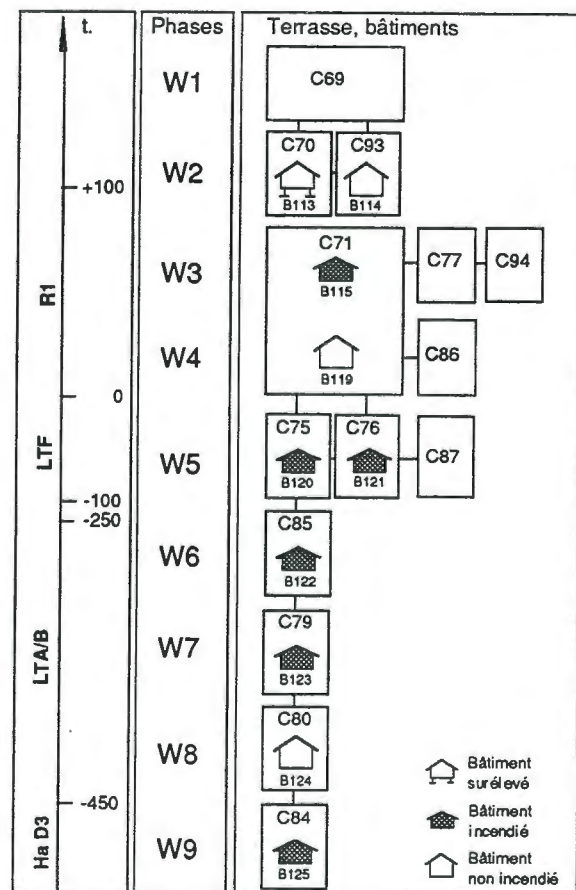 t.
Phases
Terrasse, bâtiments
W1
C69
C70
C93
W2
B113
B114
+100
C71
W3
C77
C94
B115
R1
W4
C86
B119
0
C75
C76
LTF
W5
C87
B120
B121
-100
-250
C85
W6
B122
C79
LTA/B
W7
B123
C80
W8
B124
Bâtiment
surélevé
-450
C84
Bâtiment
incendié
Ha D3
W9
B125
Bâtiment
non incendié